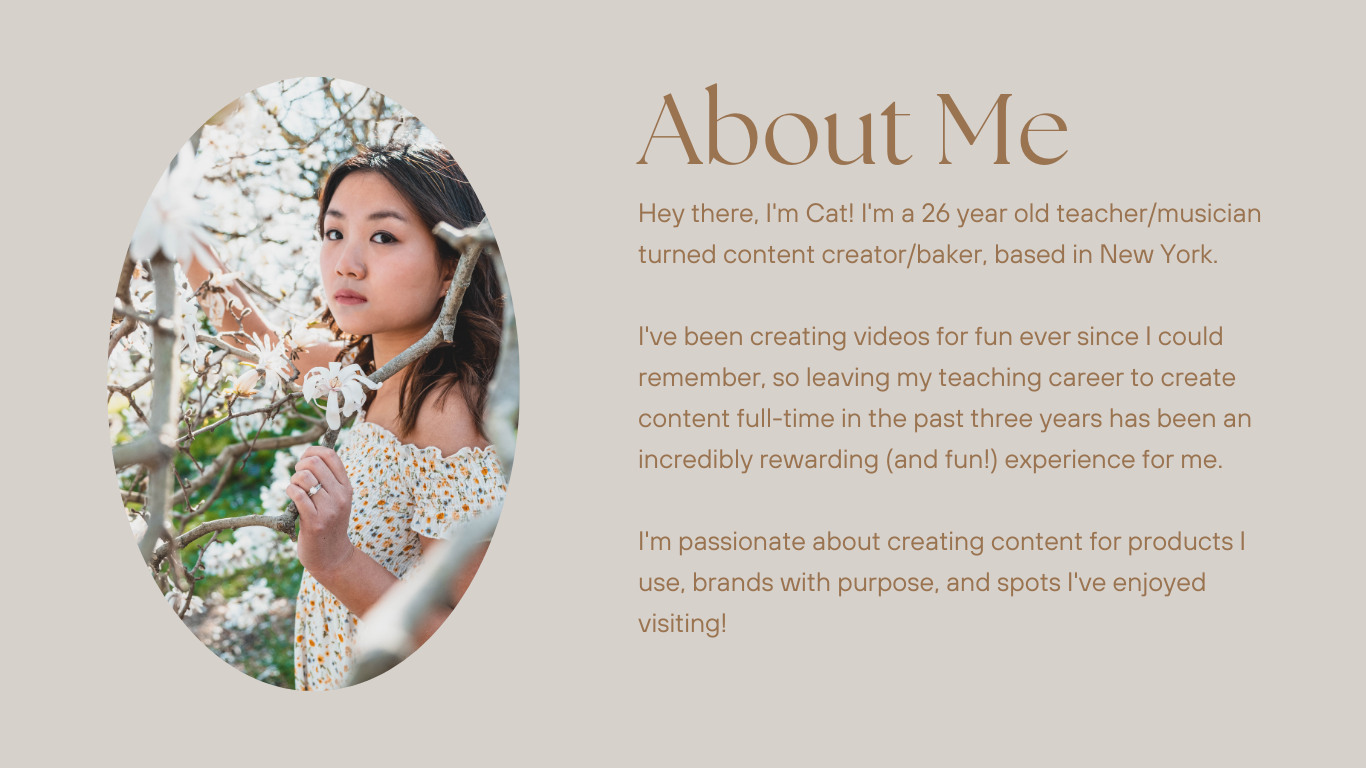 About Me
Hey there, I'm Cat! I'm a 26 year old teacher/musician
turned content creator/baker, based in New York.
I've been creating videos for fun ever since I could
remember, so leaving my teaching career to create
content full-time in the past three years has been an
incredibly rewarding (and fun!) experience for me.
I'm passionate about creating content for products I
use, brands with purpose, and spots I've enjoyed
visiting!